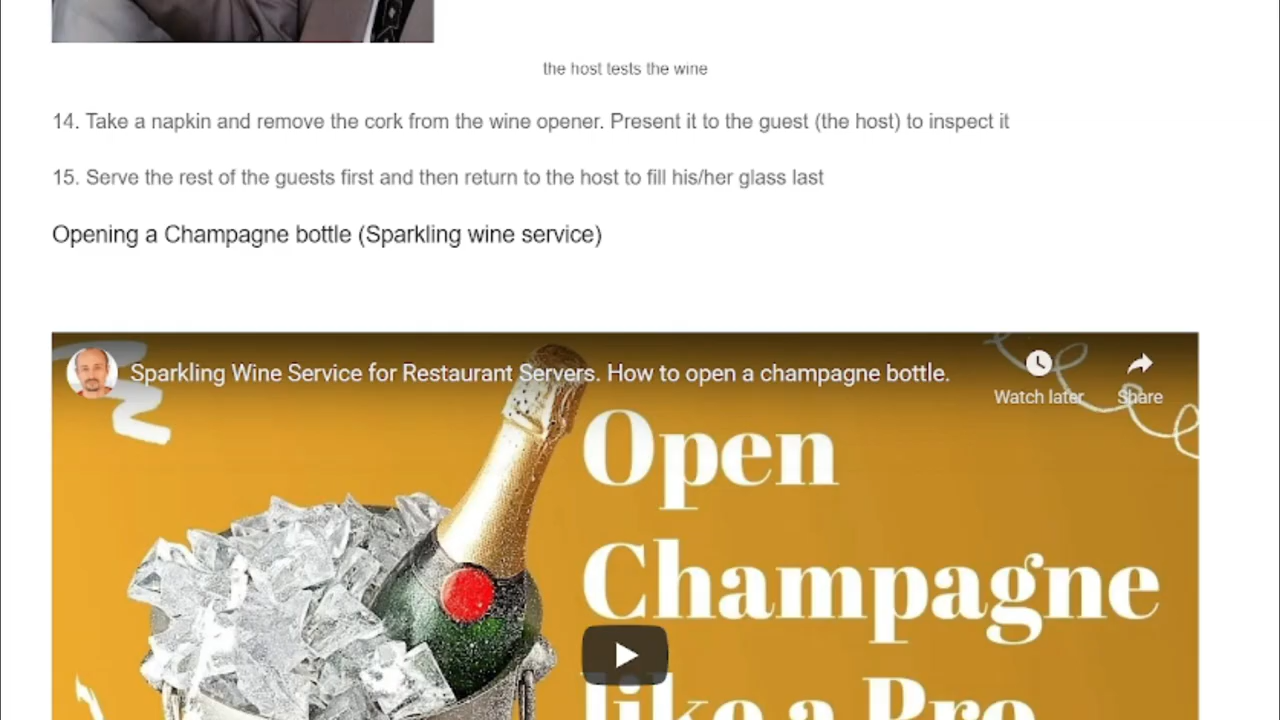 the host tests the wine
14. Take a napkin and remove the cork from the wine opener. Present it to the guest (the host) to inspect it
15. Serve the rest of the guests first and then return to the host to fill his/her glass last
Opening a Champagne bottle (Sparkling wine service)
Sparkling Wine Service for Restaurant Servers. How to open a champagne bottle.
Watch later
Share
Open
Champagne
like a Pro